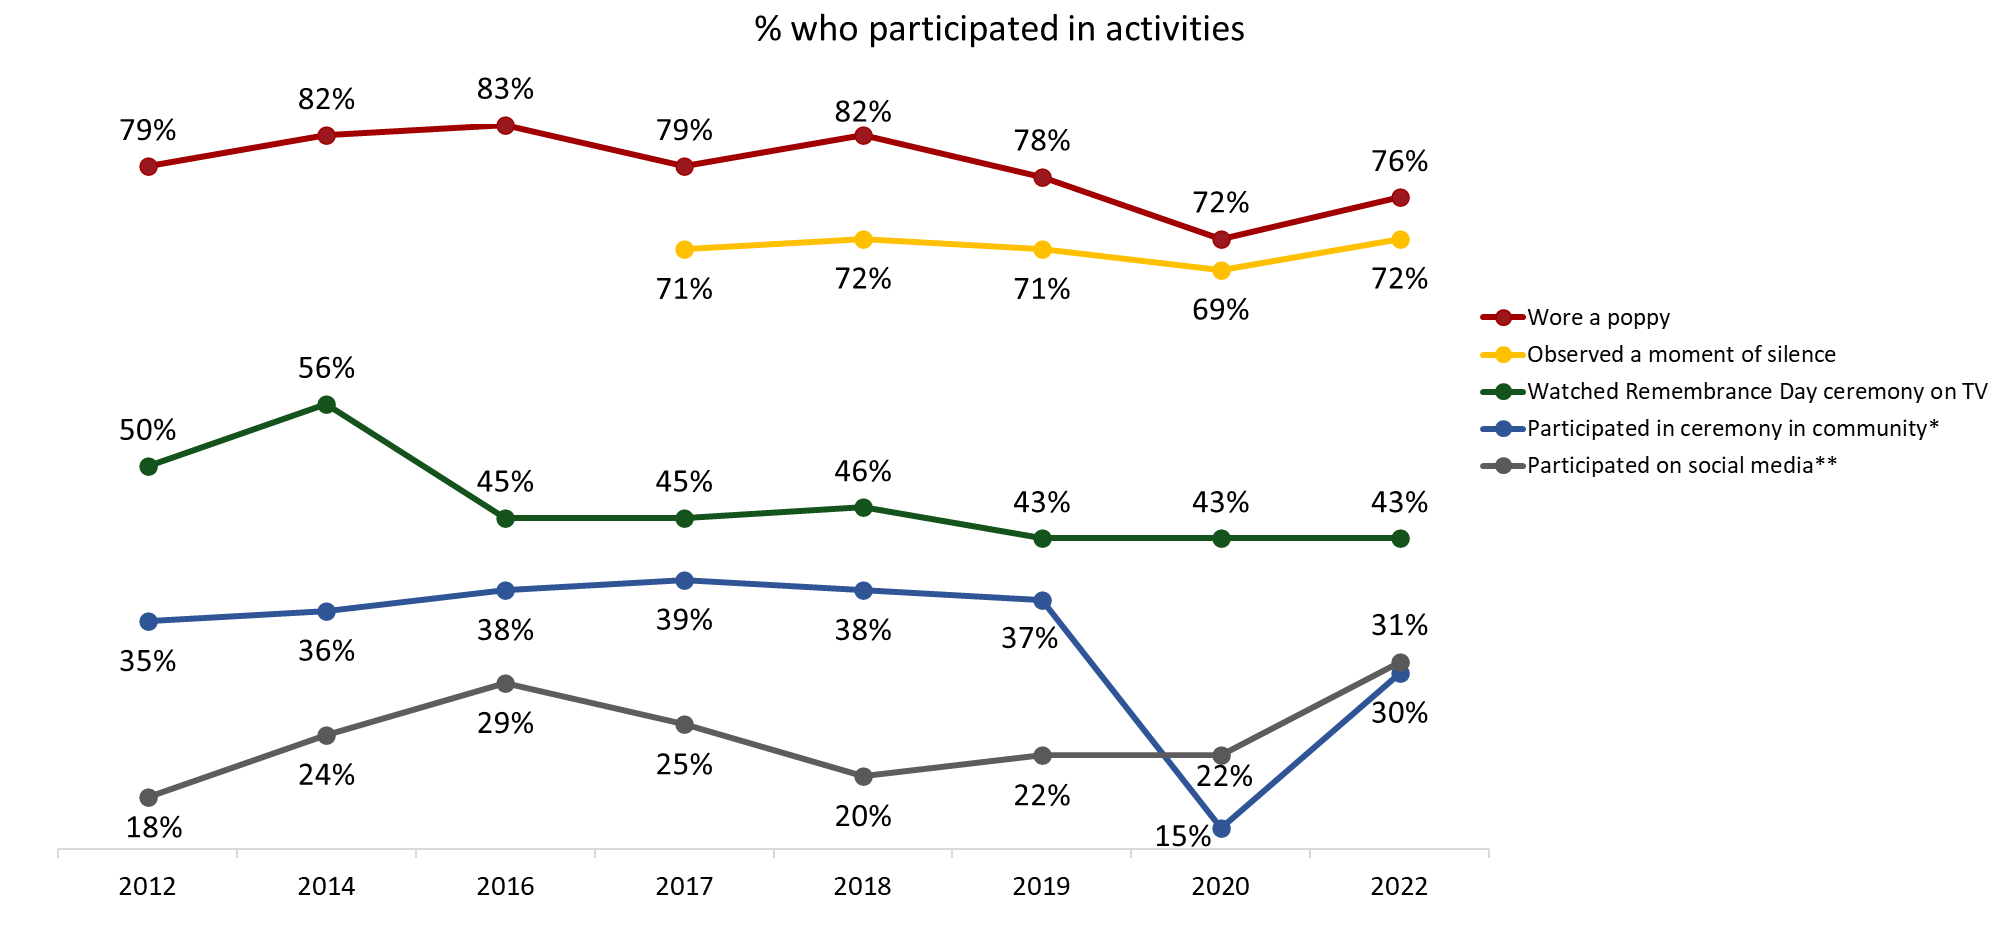 % who participated in activities
79% 82% 83% 79% 82% 78% 72% 76%
71% 72% 71% 69% 72%
50% 56% 45% 45% 46% 43% 43% 43%
35% 36% 38% 39% 38% 37% 15% 30%
18% 24% 29% 25% 20% 22% 22% 31%
2012 2014 2016 2017 2018 2019 2020 2022
Wore a poppy
Observed a moment of silence
Watched Remembrance Day ceremony on TV
Participated in ceremony in community*
Participated on social media**